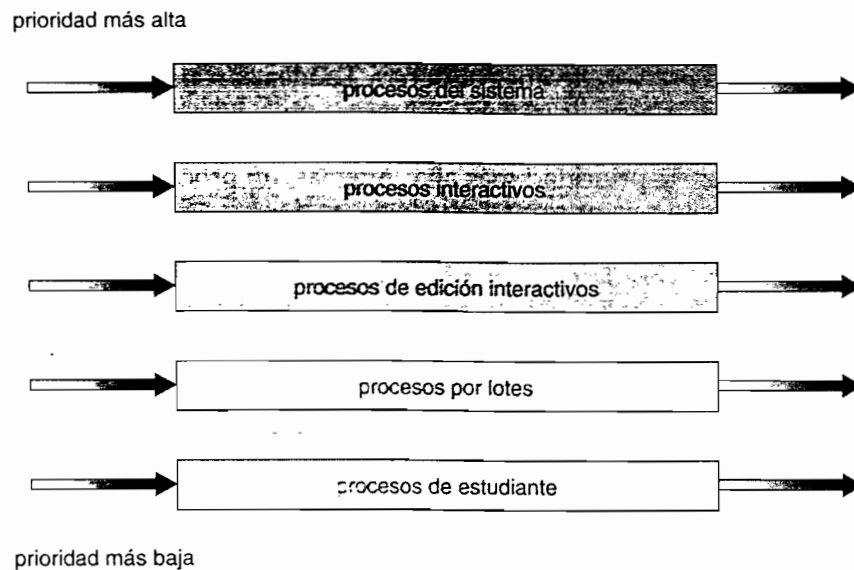 prioridad más alta
procesos del sistema
procesos interactivos
procesos de edición interactivos
procesos por lotes
procesos de estudiante
prioridad más baja